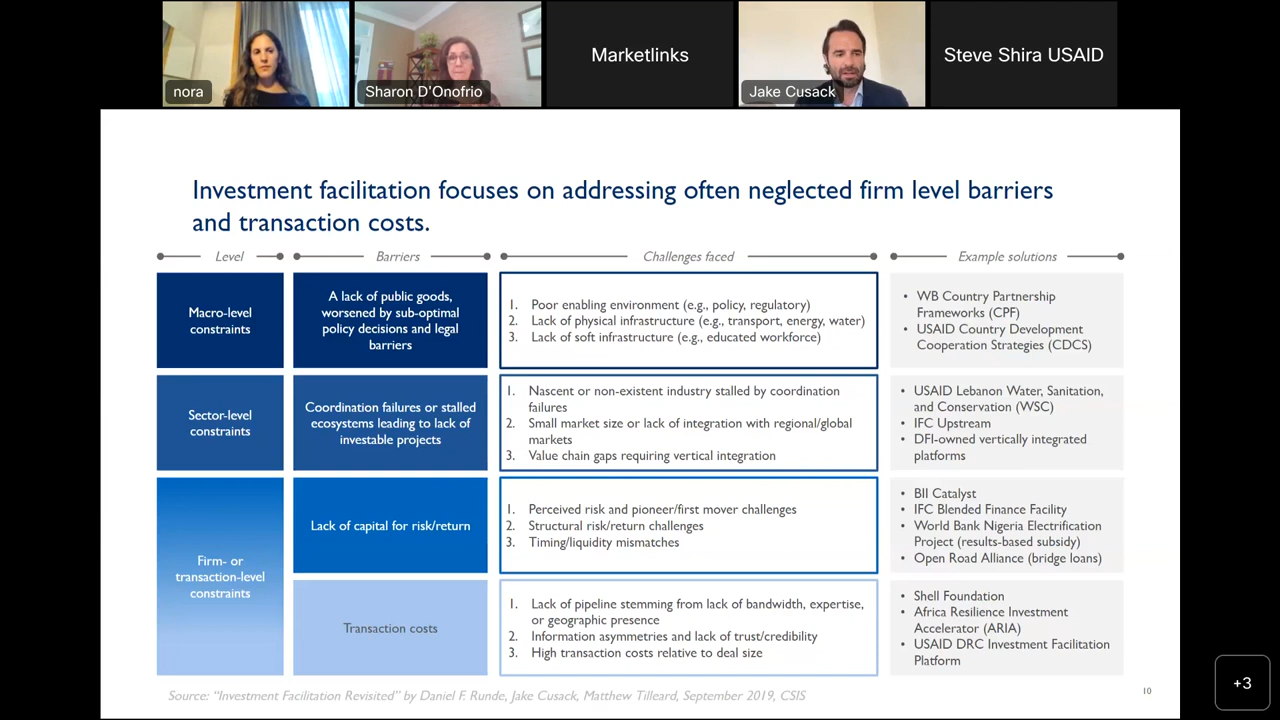 nora
Sharon D'Onofrio
Marketlinks
Jake Cusack
Steve Shira USAID
Investment facilitation focuses on addressing often neglected firm level barriers
and transaction costs.
Level
Barriers
Challenges faced
Example solutions
Macro-level
constraints
A lack of public goods,
worsened by sub-optimal
policy decisions and legal
barriers
1. Poor enabling environment (e.g., policy, regulatory)
2. Lack of physical infrastructure (e.g., transport, energy, water)
3. Lack of soft infrastructure (e.g., educated workforce)
• WB Country Partnership
Frameworks (CPF)
• USAID Country Development
Cooperation Strategies (CDCS)
Sector-level
constraints
Coordination failures or stalled
ecosystems leading to lack of
investable projects
1. Nascent or non-existent industry stalled by coordination
failures
2. Small market size or lack of integration with regional/global
markets
3. Value chain gaps requiring vertical integration
• USAID Lebanon Water, Sanitation,
and Conservation (WSC)
• IFC Upstream
• DFI-owned vertically integrated
platforms
Firm- or
transaction-level
constraints
Lack of capital for risk/return
1. Perceived risk and pioneer/first mover challenges
2. Structural risk/return challenges
3. Timing/liquidity mismatches
• BII Catalyst
• IFC Blended Finance Facility
• World Bank Nigeria Electrification
Project (results-based subsidy)
• Open Road Alliance (bridge loans)
Transaction costs
1. Lack of pipeline stemming from lack of bandwidth, expertise,
or geographic presence
2. Information asymmetries and lack of trust/credibility
3. High transaction costs relative to deal size
• Shell Foundation
• Africa Resilience Investment
Accelerator (ARIA)
• USAID DRC Investment Facilitation
Platform
Source: “Investment Facilitation Revisited” by Daniel F. Runde, Jake Cusack, Matthew Tilleard, September 2019, CSIS
10
+3